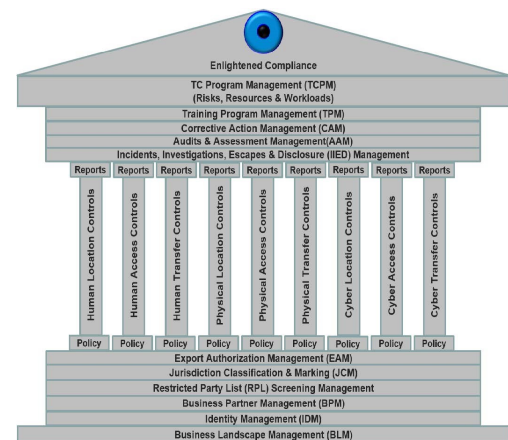 Enlightened Compliance
TC Program Management (TCPM)
(Risks, Resources & Workloads)
Training Program Management (TPM)
Corrective Action Management (CAM)
Audits & Assessment Management(AAM)
Incidents, Investigations, Escapes & Disclosure (IIED) Management
Reports Reports Reports Reports Reports Reports Reports Reports Reports
Human Location Controls
Human Access Controls
Human Transfer Controls
Physical Location Controls
Physical Access Controls
Physical Transfer Controls
Cyber Location Controls
Cyber Access Controls
Cyber Transfer Controls
Policy Policy Policy Policy Policy Policy Policy Policy Policy
Export Authorization Management (EAM)
Jurisdiction Classification & Marking (JCM)
Restricted Party List (RPL) Screening Management
Business Partner Management (BPM)
Identity Management (IDM)
Business Landscape Management (BLM)